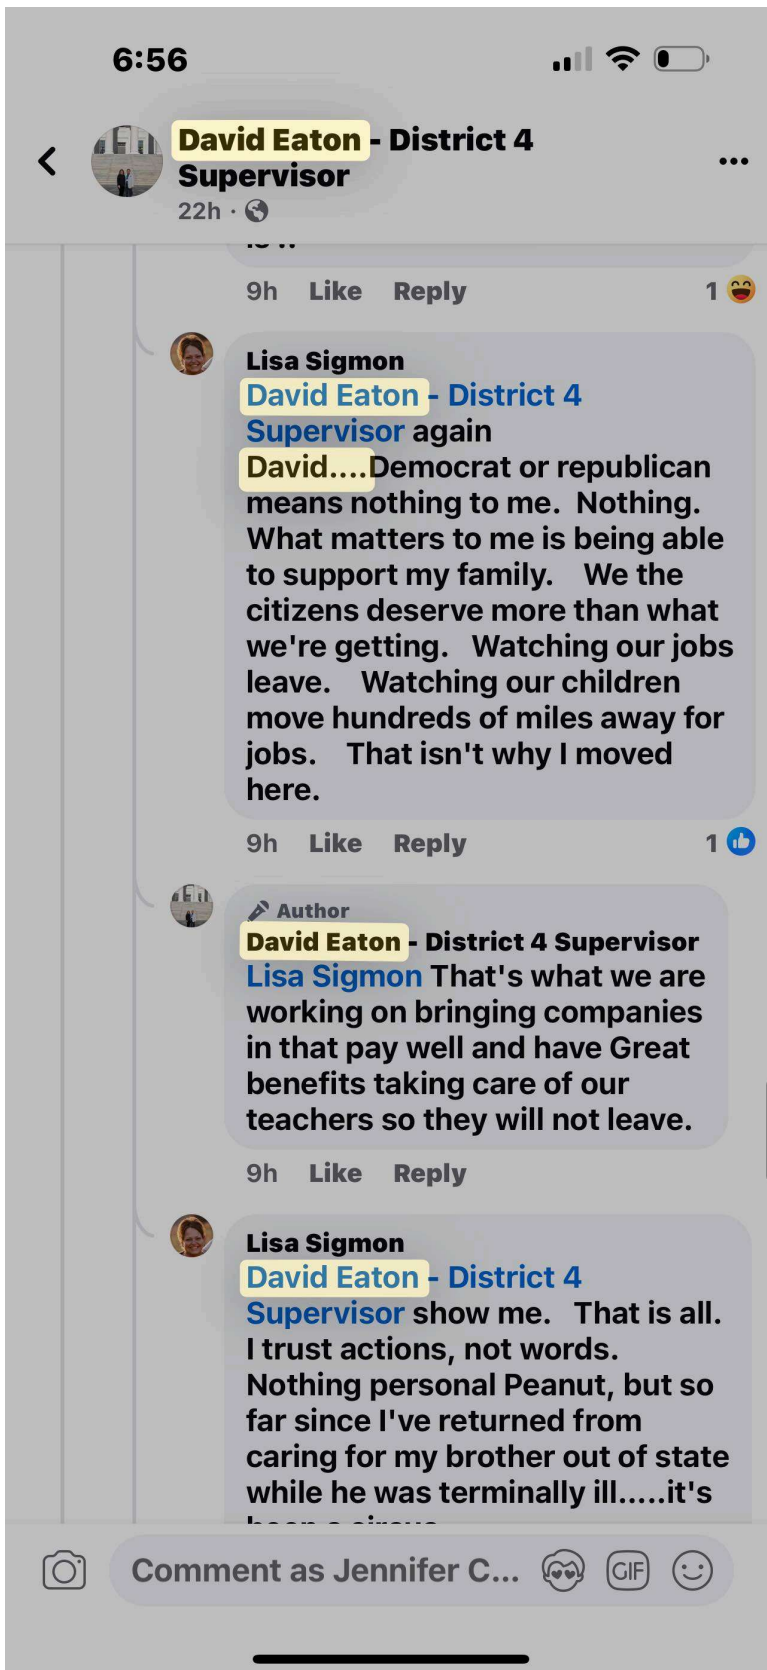 6:56
David Eaton - District 4
Supervisor
22h ·
9h Like Reply 1
Lisa Sigmon
David Eaton - District 4
Supervisor again
David....Democrat or republican
means nothing to me. Nothing.
What matters to me is being able
to support my family. We the
citizens deserve more than what
we're getting. Watching our jobs
leave. Watching our children
move hundreds of miles away for
jobs. That isn't why I moved
here.
9h Like Reply 1
Author
David Eaton - District 4 Supervisor
Lisa Sigmon That's what we are
working on bringing companies
in that pay well and have Great
benefits taking care of our
teachers so they will not leave.
9h Like Reply
Lisa Sigmon
David Eaton - District 4
Supervisor show me. That is all.
I trust actions, not words.
Nothing personal Peanut, but so
far since I've returned from
caring for my brother out of state
while he was terminally ill.....it's
Comment as Jennifer C...
GIF